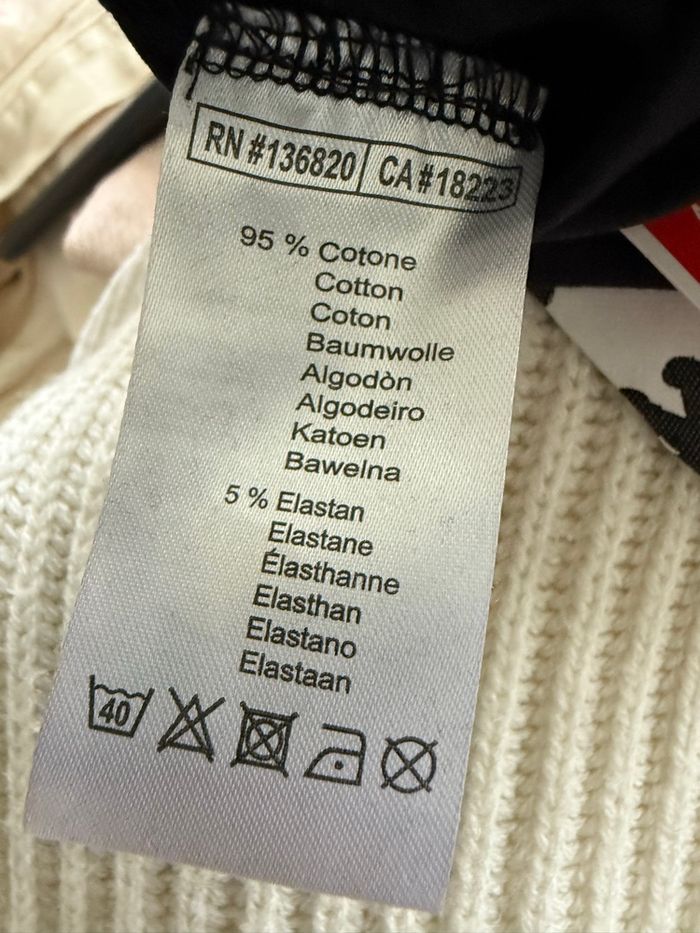 RN #136820 CA #18223
95 % Cotone
Cotton
Coton
Baumwolle
Algodòn
Algodeiro
Katoen
Bawelna
5 % Elastan
Elastane
Élasthanne
Elasthan
Elastano
Elastaan
40